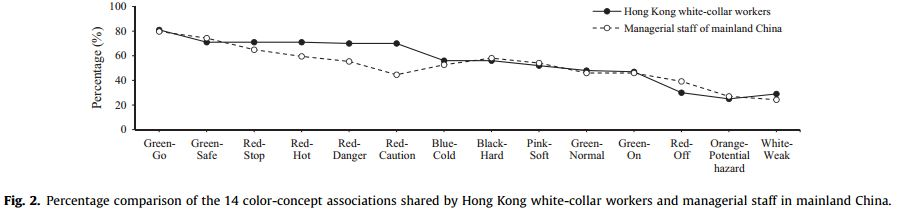 100
80
60
40
20
0
Percentage (%)
Hong Kong white-collar workers
Managerial staff of mainland China
Green-Go
Green-Safe
Red-Stop
Red-Hot
Red-Danger
Red-Caution
Blue-Cold
Black-Hard
Pink-Soft
Green-Normal
Green-On
Red-Off
Orange-Potential hazard
White-Weak
Fig. 2. Percentage comparison of the 14 color-concept associations shared by Hong Kong white-collar workers and managerial staff in mainland China.